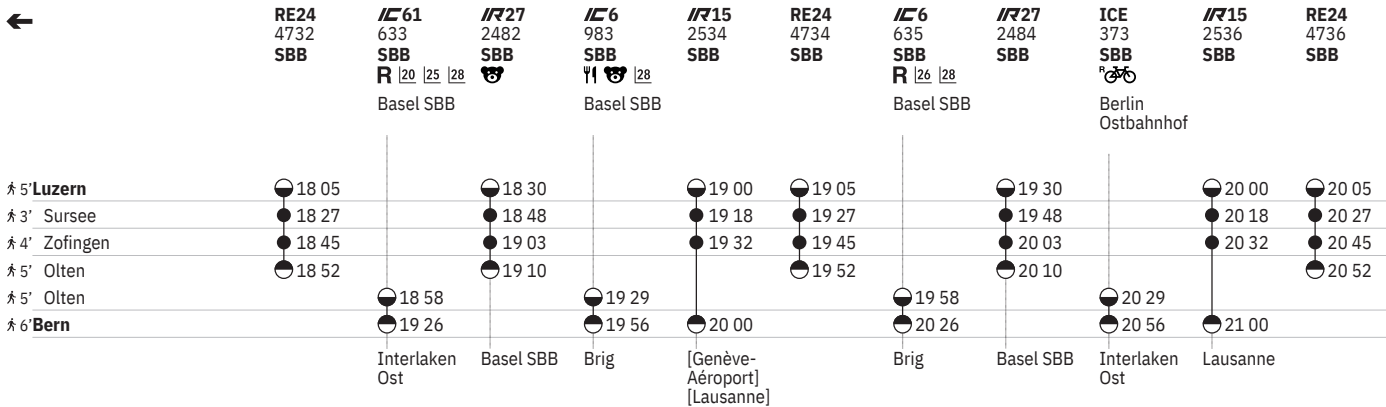 RE24 IC61 IR27 IC6 IR15 RE24 IC6 IR27 ICE IR15 RE24
4732 633 2482 983 2534 4734 635 2484 373 2536 4736
SBB SBB SBB SBB SBB SBB SBB SBB SBB SBB SBB
R 20 25 28 28 R 26 28 R
Basel SBB Basel SBB Basel SBB Berlin
Ostbahnhof
5’ Luzern 18 05 18 30 19 00 19 05 19 30 20 00 20 05
3’ Sursee 18 27 18 48 19 18 19 27 19 48 20 18 20 27
4’ Zofingen 18 45 19 03 19 32 19 45 20 03 20 32 20 45
5’ Olten 18 52 19 10 19 52 20 10 20 52
5’ Olten 18 58 19 29 19 58 20 29
6’ Bern 19 26 19 56 20 00 20 26 20 56 21 00
Interlaken Basel SBB Brig [Genève- Brig Basel SBB Interlaken Lausanne
Ost Aéroport] Ost
[Lausanne]